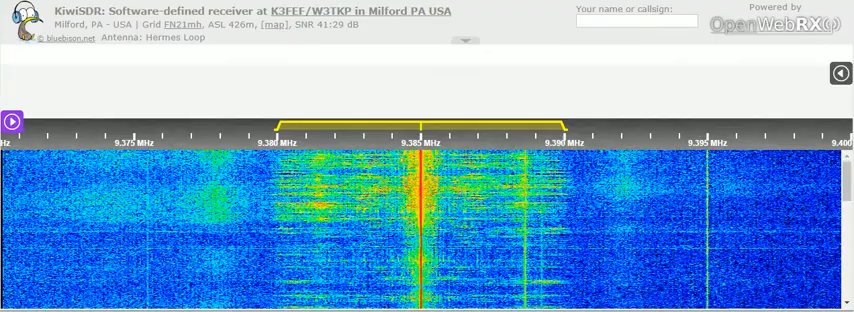 KiwiSDR: Software-defined receiver at K3FEF/W3TKP in Milford PA USA
Milford, PA - USA | Grid FN21mh, ASL 426m, [map], SNR 41:29 dB
© bluebison.net Antenna: Hermes Loop
Your name or callsign:
Powered by
OpenWebRX
Hz 9.375 MHz 9.380 MHz 9.385 MHz 9.390 MHz 9.395 MHz 9.400